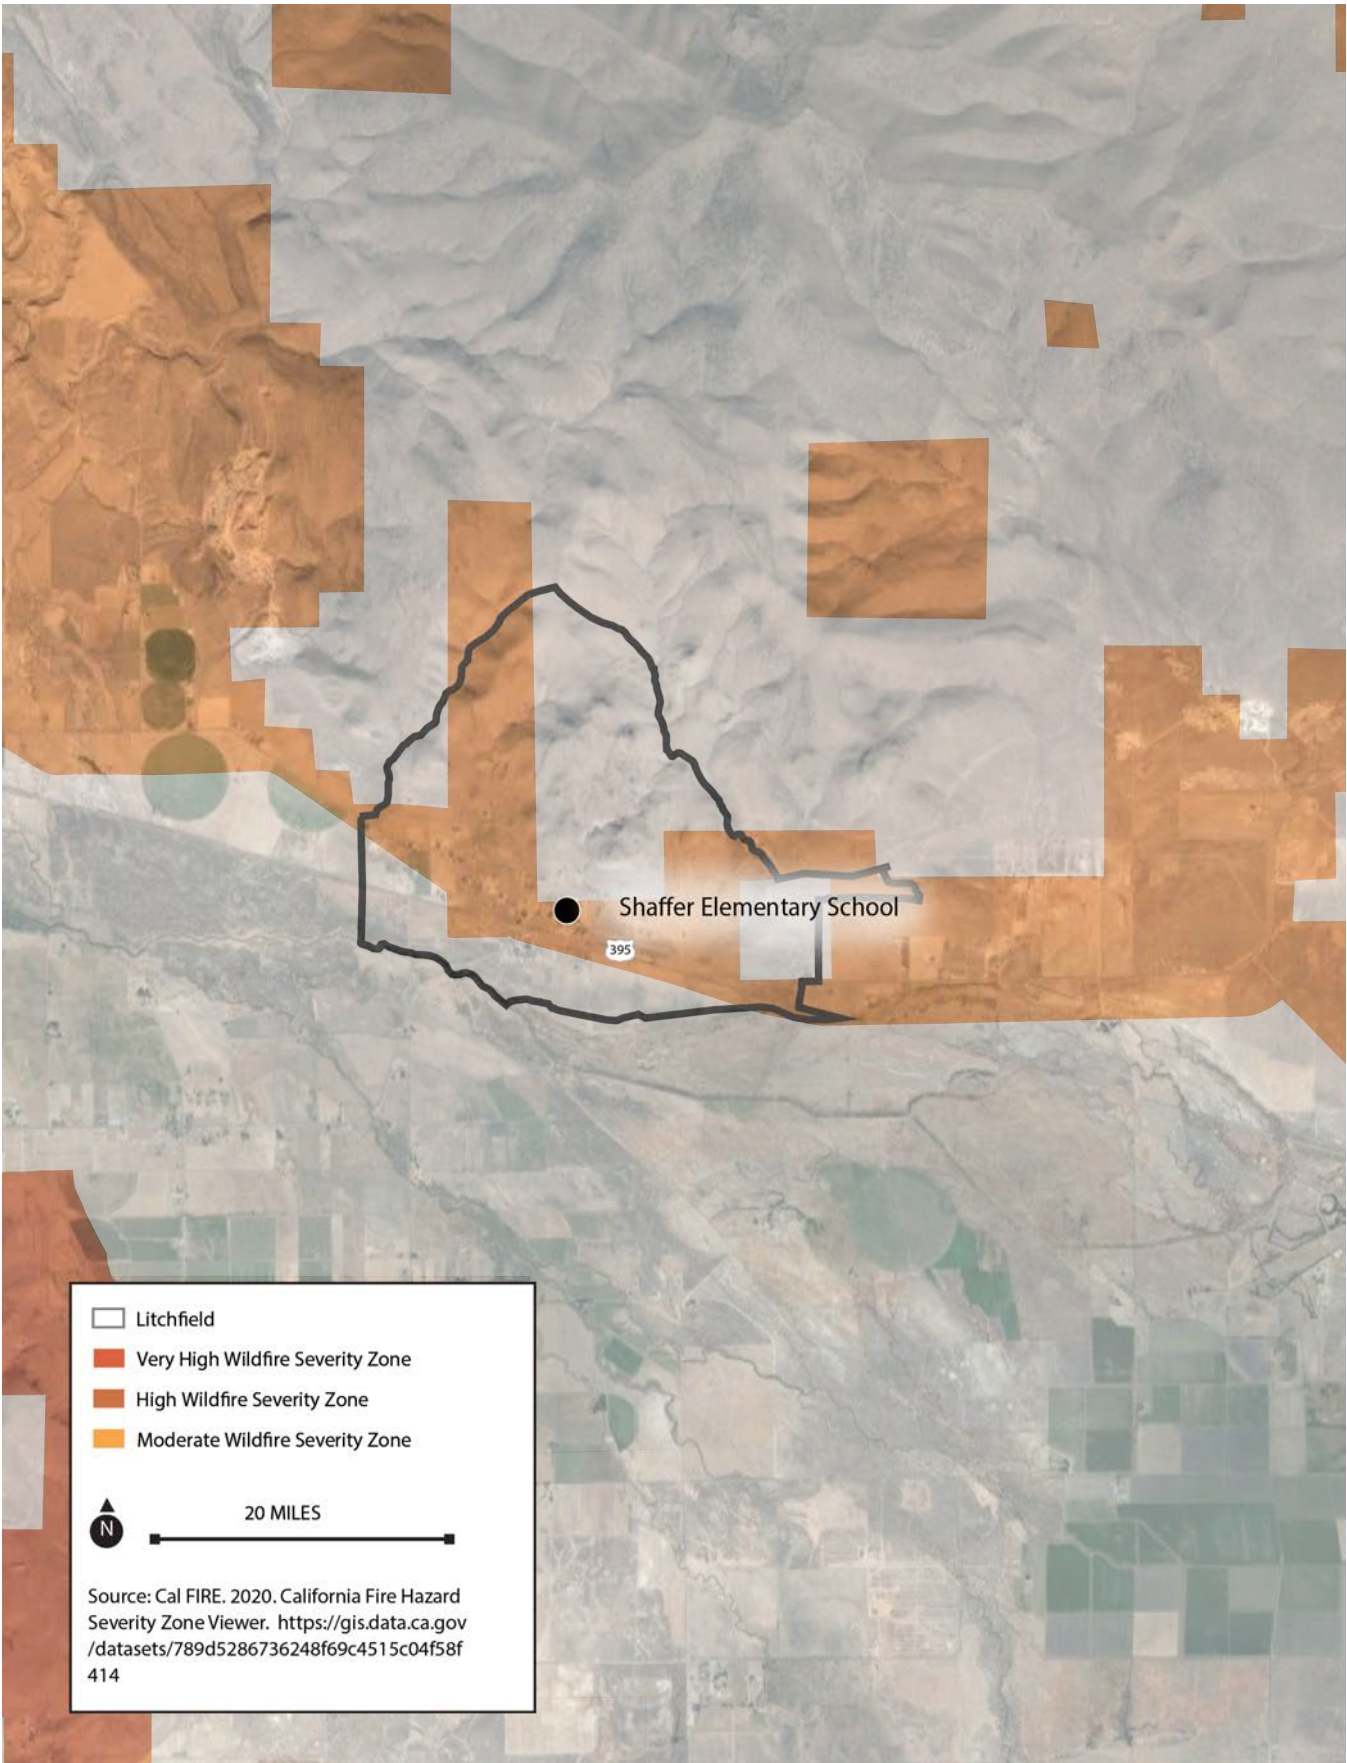 Shaffer Elementary School
395
Litchfield
Very High Wildfire Severity Zone
High Wildfire Severity Zone
Moderate Wildfire Severity Zone
N
20 MILES
Source: Cal FIRE. 2020. California Fire Hazard
Severity Zone Viewer. https://gis.data.ca.gov
/datasets/789d5286736248f69c4515c04f58f
414